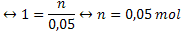 ↔ 1 = n/0,05 ↔ n = 0,05 mol